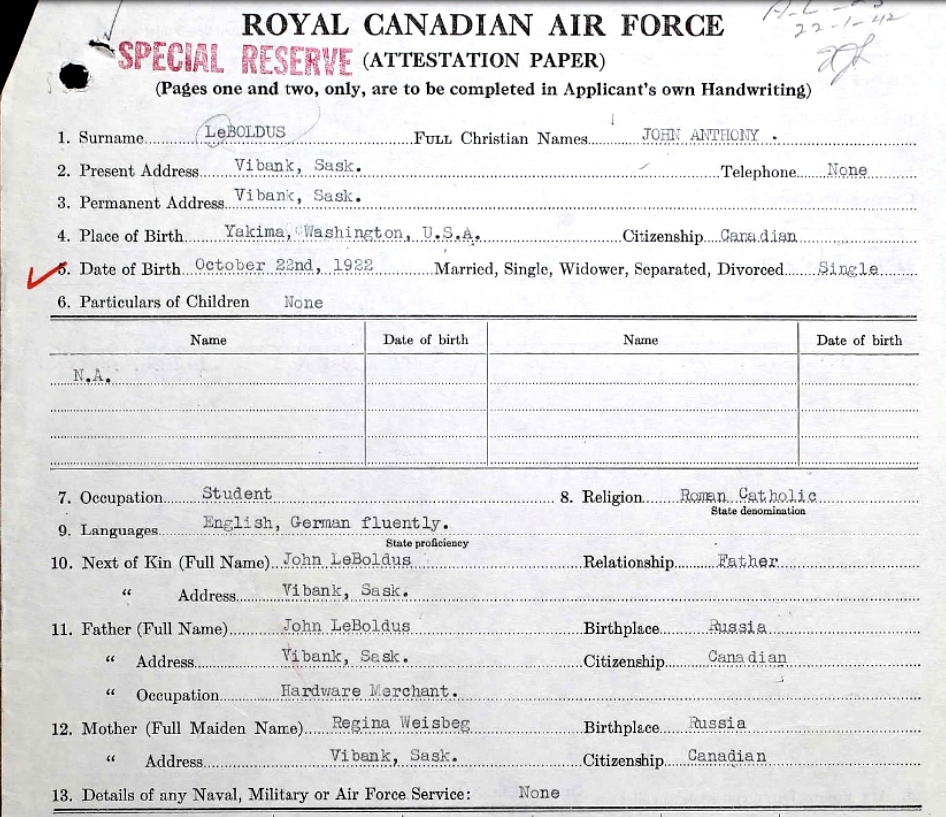 ROYAL CANADIAN AIR FORCE
22-1-42
SPECIAL RESERVE (ATTESTATION PAPER)
(Pages one and two, only, are to be completed in Applicant's own Handwriting)
1. Surname LeBOLDUS FULL Christian Names JOHN ANTHONY .
2. Present Address Vibank, Sask. Telephone None
3. Permanent Address Vibank, Sask.
4. Place of Birth Yakima, Washington, U.S.A. Citizenship Canadian
5. Date of Birth October 22nd, 1922 Married, Single, Widower, Separated, Divorced Single
6. Particulars of Children None
Name Date of birth Name Date of birth
N.A.
7. Occupation Student 8. Religion Roman Catholic
State denomination
9. Languages English, German fluently.
State proficiency
10. Next of Kin (Full Name) John LeBoldus Relationship Father
" Address Vibank, Sask.
11. Father (Full Name) John LeBoldus Birthplace Russia
" Address Vibank, Sask. Citizenship Canadian
" Occupation Hardware Merchant.
12. Mother (Full Maiden Name) Regina Weisbeg Birthplace Russia
" Address Vibank, Sask. Citizenship Canadian
13. Details of any Naval, Military or Air Force Service: None